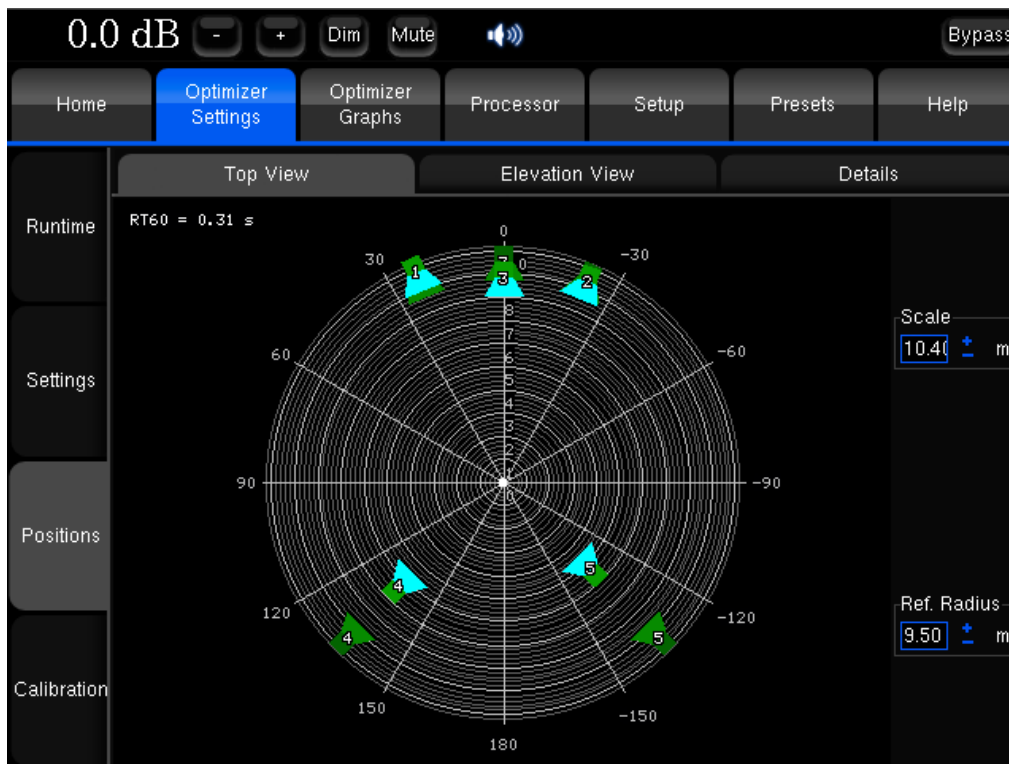 0.0 dB - + Dim Mute Bypass
Home Optimizer Settings Optimizer Graphs Processor Setup Presets Help
Top View Elevation View Details
Runtime
Settings
Positions
Calibration
RT60 = 0.31 s
0
30 -30
60 -60
90 -90
120 -120
150 -150
180
1 3 2
8
7
6
5
4
3
2
1
0
4 5
4 5
Scale
10.40 m
Ref. Radius
9.50 m